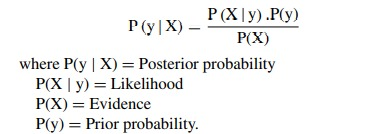 P (y | X) − P (X | y) .P(y) / P(X)
where P(y | X) = Posterior probability
P(X | y) = Likelihood
P(X) = Evidence
P(y) = Prior probability.